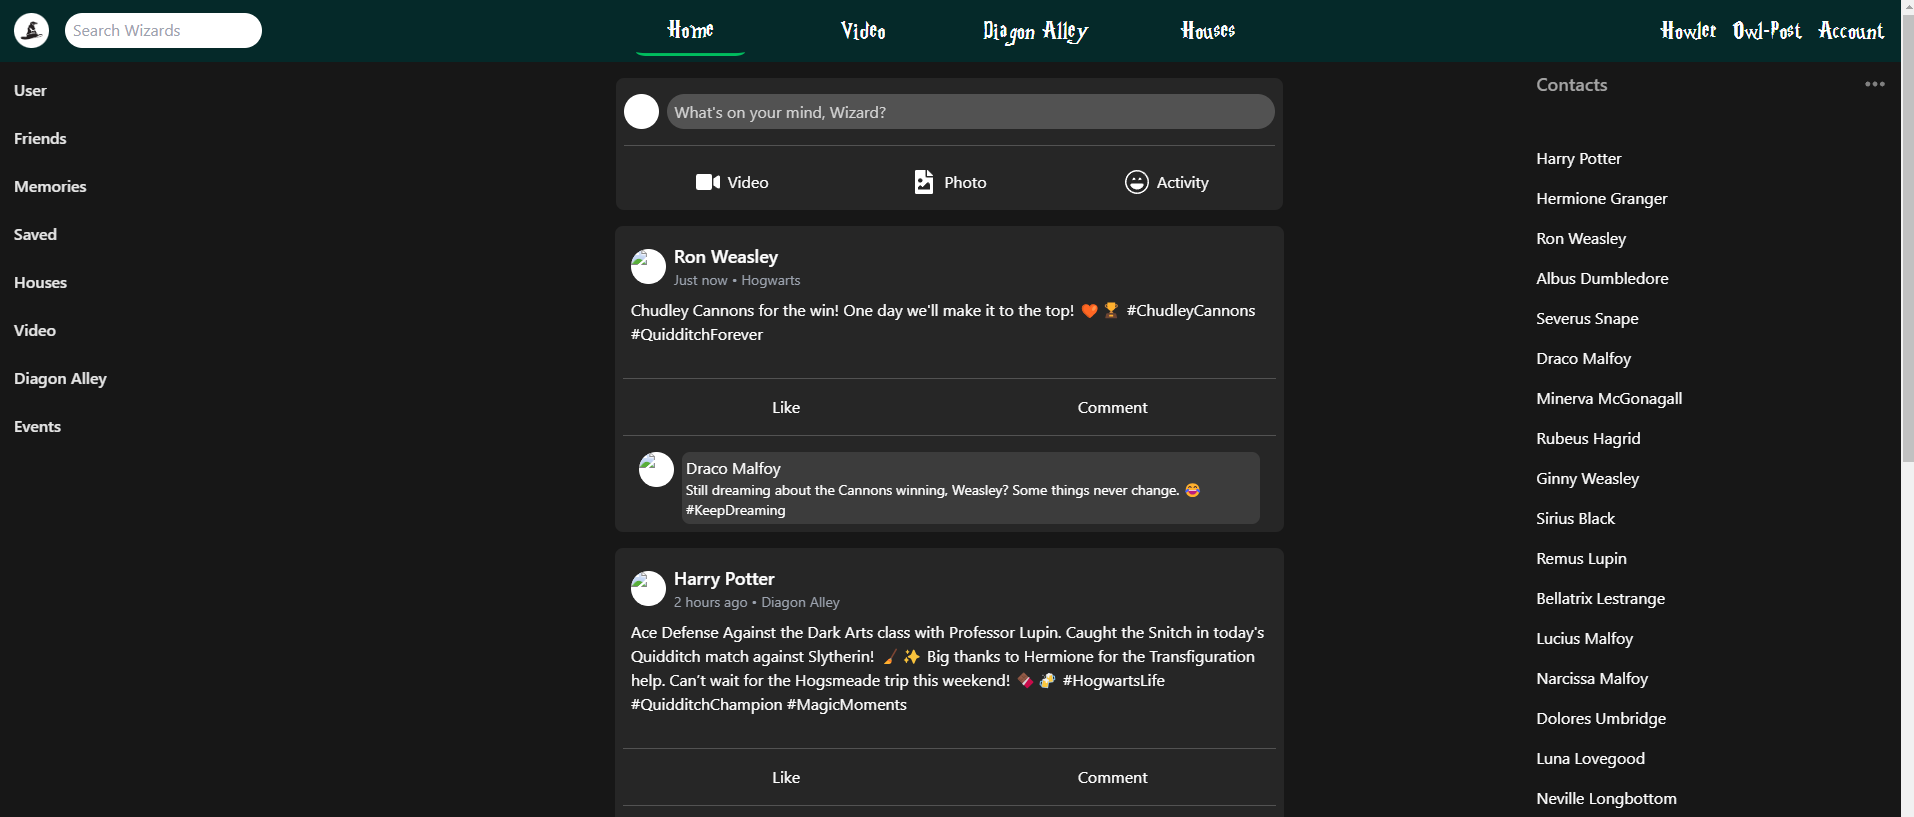 Search Wizards
Home
Video
Diagon Alley
Houses
Howler
Owl-Post
Account
User
Friends
Memories
Saved
Houses
Video
Diagon Alley
Events
What's on your mind, Wizard?
Video
Photo
Activity
Ron Weasley
Just now • Hogwarts
Chudley Cannons for the win! One day we'll make it to the top! 🧡 🏆 #ChudleyCannons
#QuidditchForever
Like
Comment
Draco Malfoy
Still dreaming about the Cannons winning, Weasley? Some things never change. 😂
#KeepDreaming
Harry Potter
2 hours ago • Diagon Alley
Ace Defense Against the Dark Arts class with Professor Lupin. Caught the Snitch in today's
Quidditch match against Slytherin! 🧹 ✨ Big thanks to Hermione for the Transfiguration
help. Can’t wait for the Hogsmeade trip this weekend! 🍫 🍻 #HogwartsLife
#QuidditchChampion #MagicMoments
Like
Comment
Contacts
Harry Potter
Hermione Granger
Ron Weasley
Albus Dumbledore
Severus Snape
Draco Malfoy
Minerva McGonagall
Rubeus Hagrid
Ginny Weasley
Sirius Black
Remus Lupin
Bellatrix Lestrange
Lucius Malfoy
Narcissa Malfoy
Dolores Umbridge
Luna Lovegood
Neville Longbottom